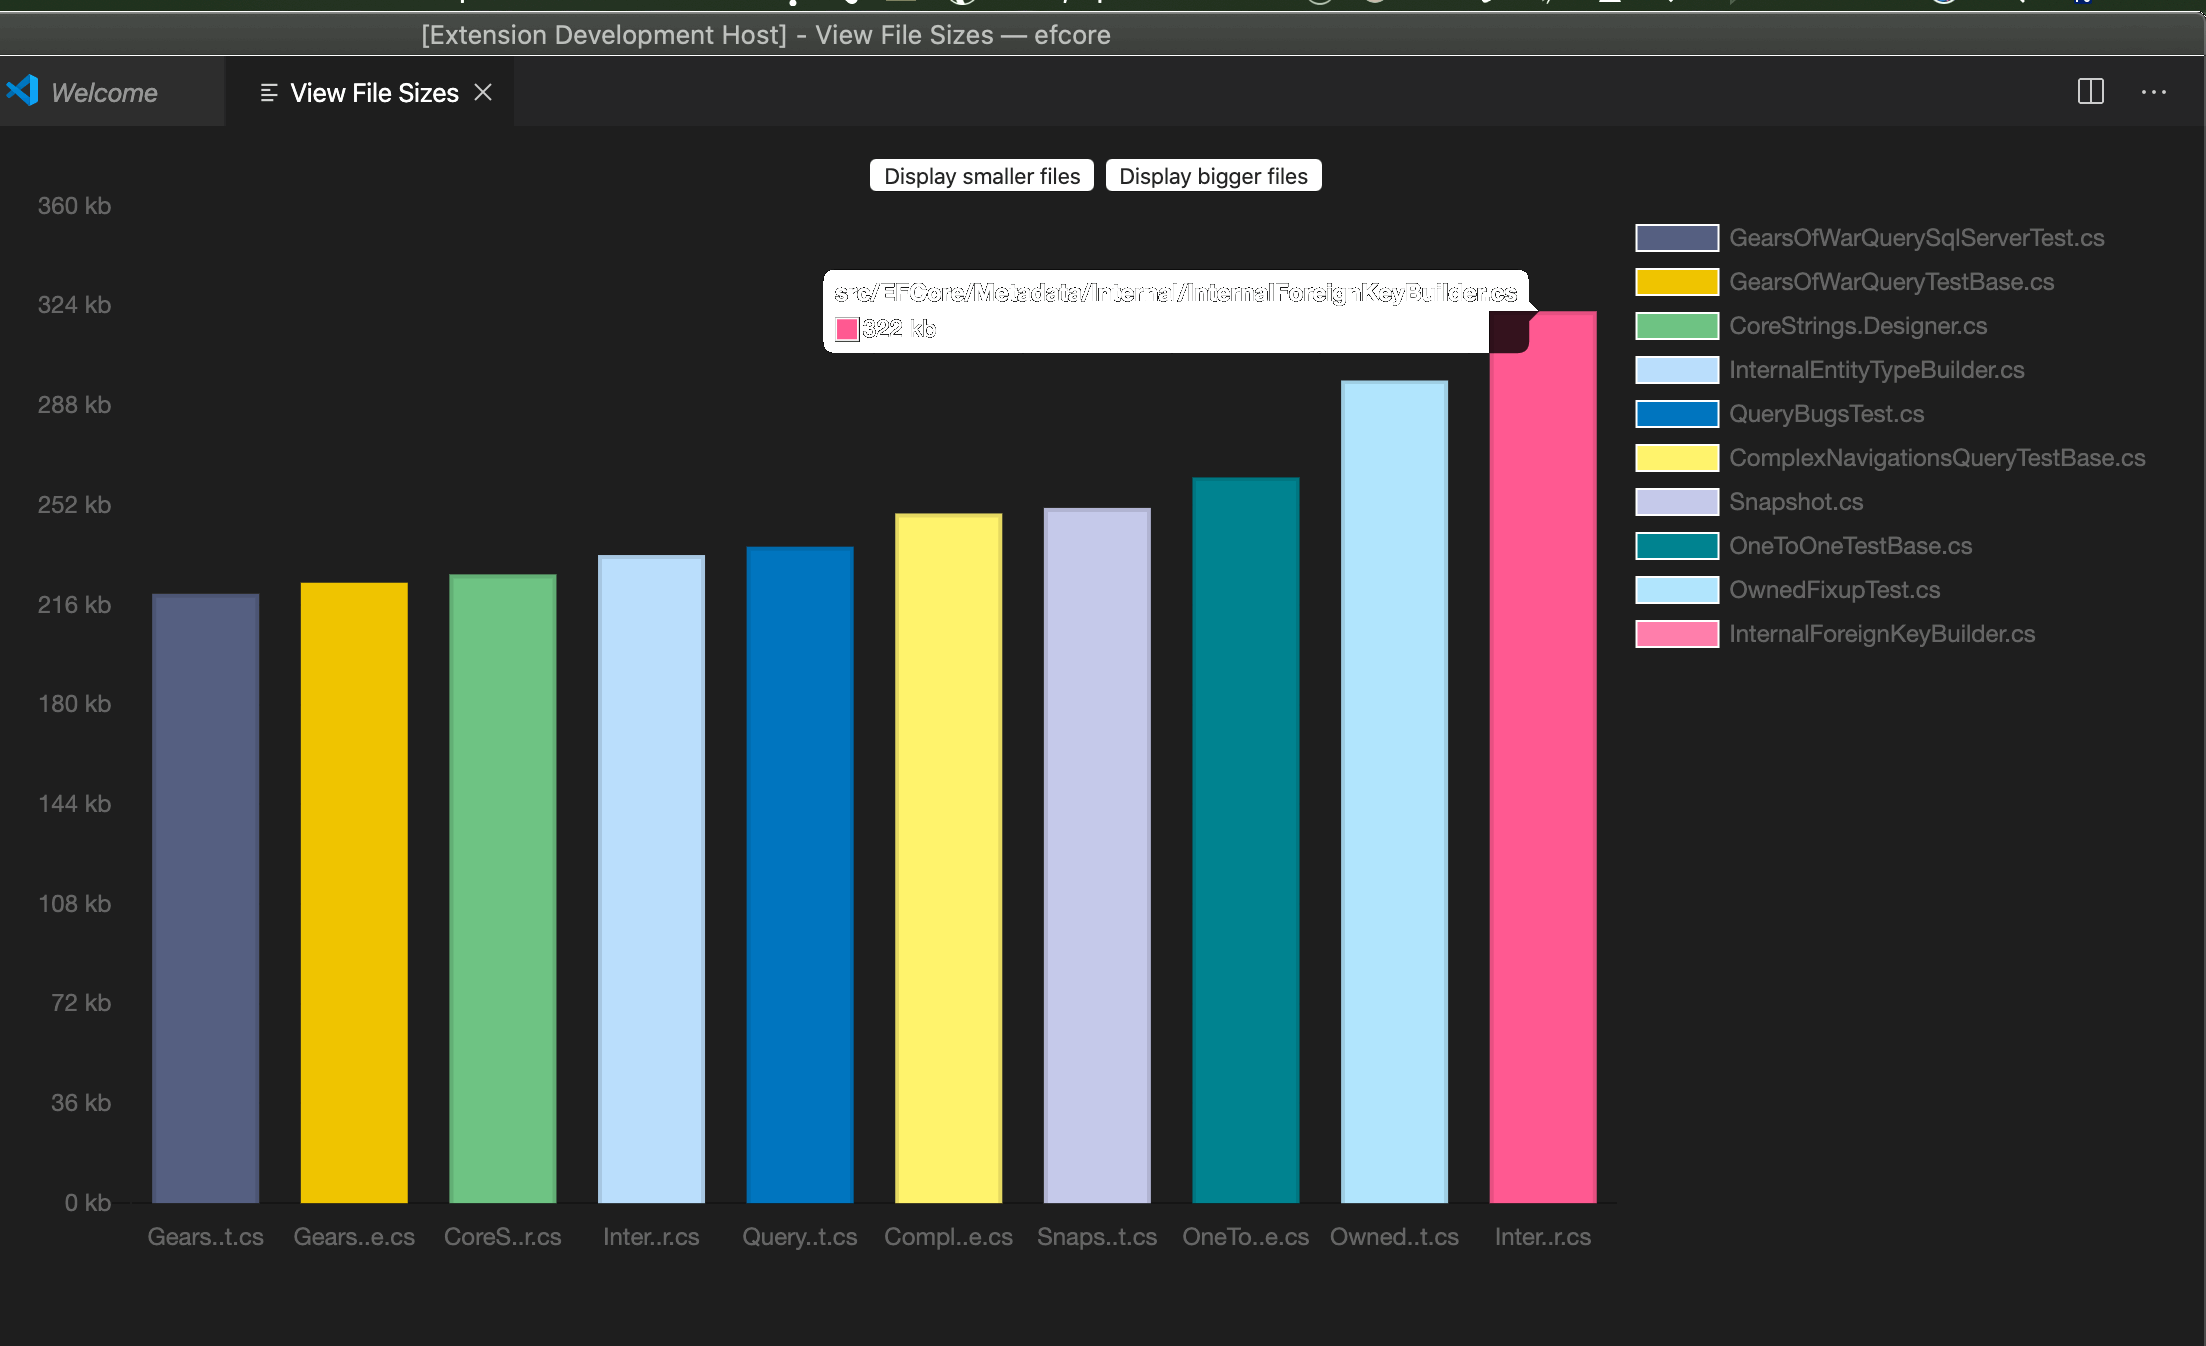 [Extension Development Host] - View File Sizes — efcore
Welcome
View File Sizes
Display smaller files
Display bigger files
360 kb
324 kb
288 kb
252 kb
216 kb
180 kb
144 kb
108 kb
72 kb
36 kb
0 kb
src/EFCore/Metadata/Internal/InternalForeignKeyBuilder.cs
322 kb
GearsOfWarQuerySqlServerTest.cs
GearsOfWarQueryTestBase.cs
CoreStrings.Designer.cs
InternalEntityTypeBuilder.cs
QueryBugsTest.cs
ComplexNavigationsQueryTestBase.cs
Snapshot.cs
OneToOneTestBase.cs
OwnedFixupTest.cs
InternalForeignKeyBuilder.cs
Gears..t.cs Gears..e.cs CoreS..r.cs Inter..r.cs Query..t.cs Compl..e.cs Snaps..t.cs OneTo..e.cs Owned..t.cs Inter..r.cs